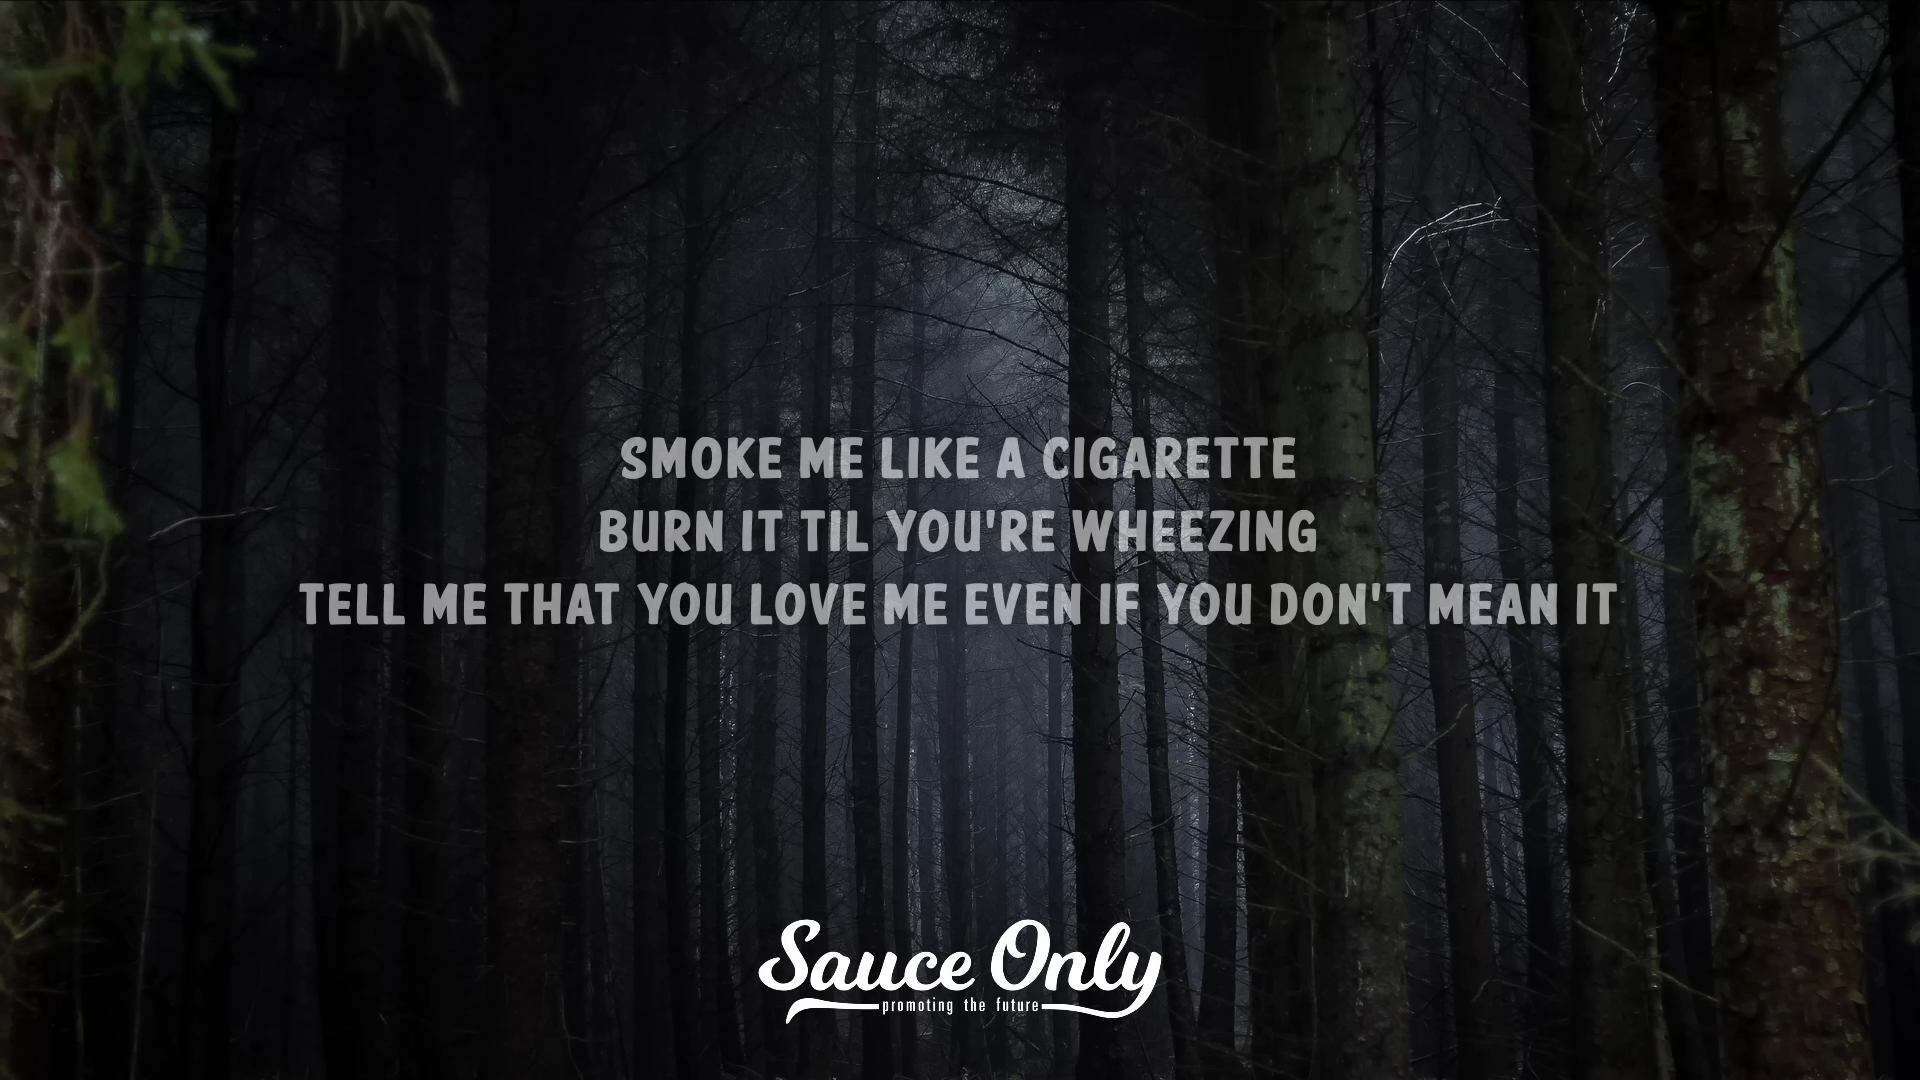 SMOKE ME LIKE A CIGARETTE
BURN IT TIL YOU'RE WHEEZING
TELL ME THAT YOU LOVE ME EVEN IF YOU DON'T MEAN IT
Sauce Only
promoting the future